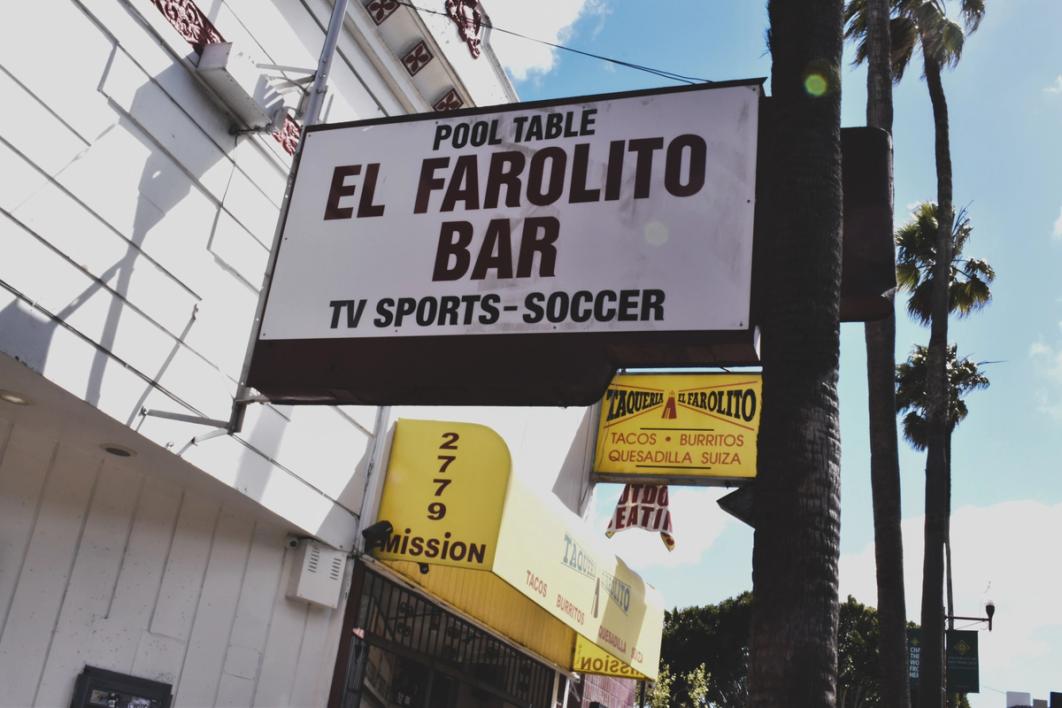 POOL TABLE
EL FAROLITO
BAR
TV SPORTS-SOCCER
TAQUERIA EL FAROLITO
TACOS • BURRITOS
QUESADILLA SUIZA
2
7
7
9
MISSION
TACOS BURRITOS QUESADILLA
MISSION